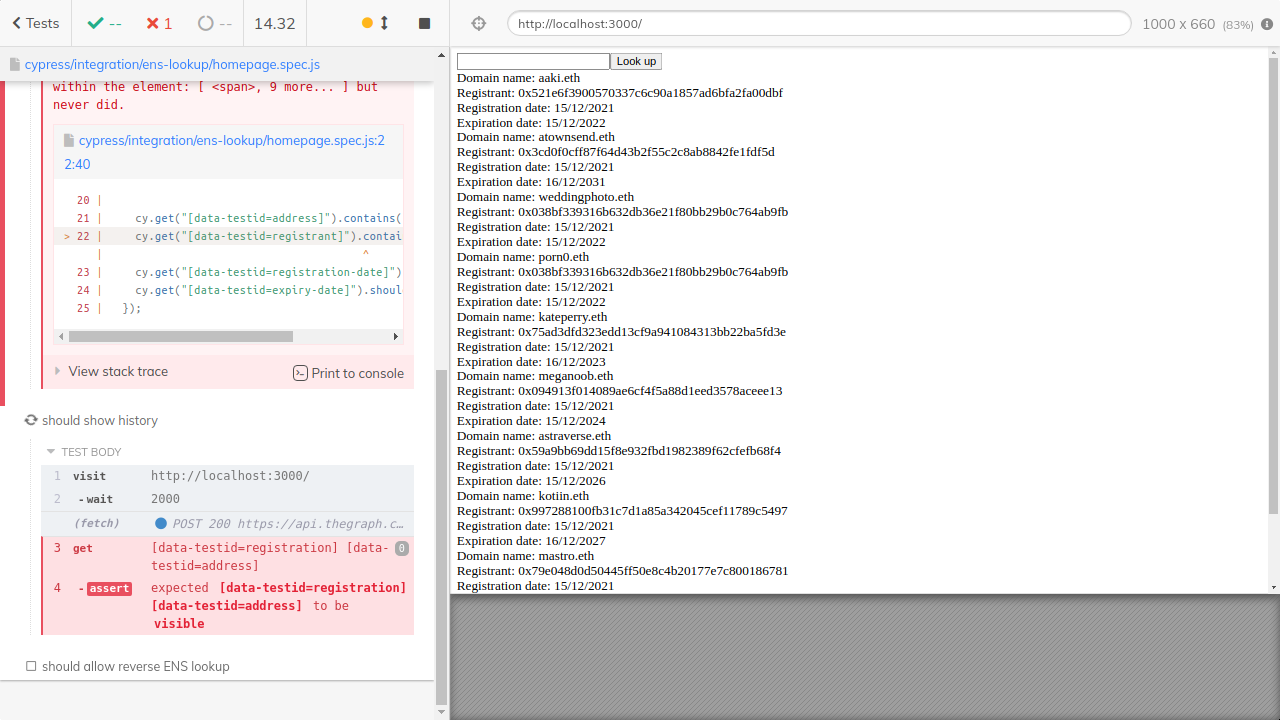 Tests
--
1
--
14.32
http://localhost:3000/
1000 x 660 (83%)
cypress/integration/ens-lookup/homepage.spec.js
within the element: [ <span>, 9 more... ] but
never did.
cypress/integration/ens-lookup/homepage.spec.js:2
2:40
20 |
21 | cy.get("[data-testid=address]").contains(
> 22 | cy.get("[data-testid=registrant]").contai
| ^
23 | cy.get("[data-testid=registration-date]")
24 | cy.get("[data-testid=expiry-date]").shoul
25 | });
View stack trace
Print to console
should show history
TEST BODY
1 visit http://localhost:3000/
2 -wait 2000
(fetch) POST 200 https://api.thegraph.c…
3 get [data-testid=registration] [data-
testid=address] 0
4 -assert expected [data-testid=registration]
[data-testid=address] to be
visible
should allow reverse ENS lookup
Look up
Domain name: aaki.eth
Registrant: 0x521e6f3900570337c6c90a1857ad6bfa2fa00dbf
Registration date: 15/12/2021
Expiration date: 15/12/2022
Domain name: atownsend.eth
Registrant: 0x3cd0f0cff87f64d43b2f55c2c8ab8842fe1fdf5d
Registration date: 15/12/2021
Expiration date: 16/12/2031
Domain name: weddingphoto.eth
Registrant: 0x038bf339316b632db36e21f80bb29b0c764ab9fb
Registration date: 15/12/2021
Expiration date: 15/12/2022
Domain name: porn0.eth
Registrant: 0x038bf339316b632db36e21f80bb29b0c764ab9fb
Registration date: 15/12/2021
Expiration date: 15/12/2022
Domain name: kateperry.eth
Registrant: 0x75ad3dfd323edd13cf9a941084313bb22ba5fd3e
Registration date: 15/12/2021
Expiration date: 16/12/2023
Domain name: meganoob.eth
Registrant: 0x094913f014089ae6cf4f5a88d1eed3578aceee13
Registration date: 15/12/2021
Expiration date: 15/12/2024
Domain name: astraverse.eth
Registrant: 0x59a9bb69dd15f8e932fbd1982389f62cfefb68f4
Registration date: 15/12/2021
Expiration date: 15/12/2026
Domain name: kotiin.eth
Registrant: 0x997288100fb31c7d1a85a342045cef11789c5497
Registration date: 15/12/2021
Expiration date: 16/12/2027
Domain name: mastro.eth
Registrant: 0x79e048d0d50445ff50e8c4b20177e7c800186781
Registration date: 15/12/2021